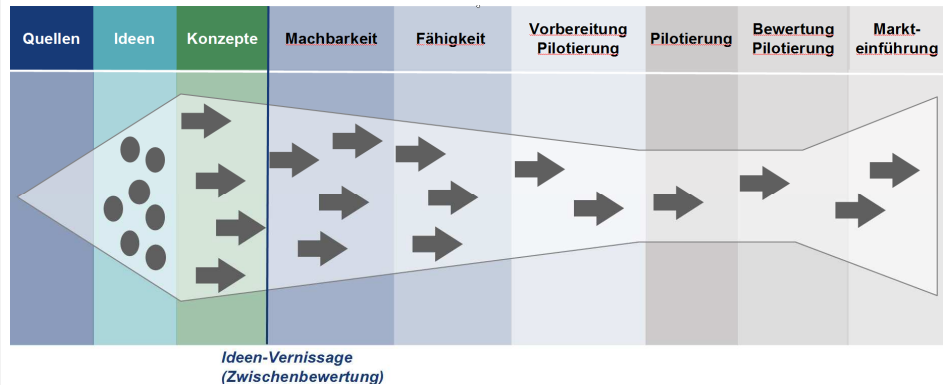 Quellen
Ideen
Konzepte
Machbarkeit
Fähigkeit
Vorbereitung
Pilotierung
Pilotierung
Bewertung
Pilotierung
Markt-
einführung
Ideen-Vernissage
(Zwischenbewertung)